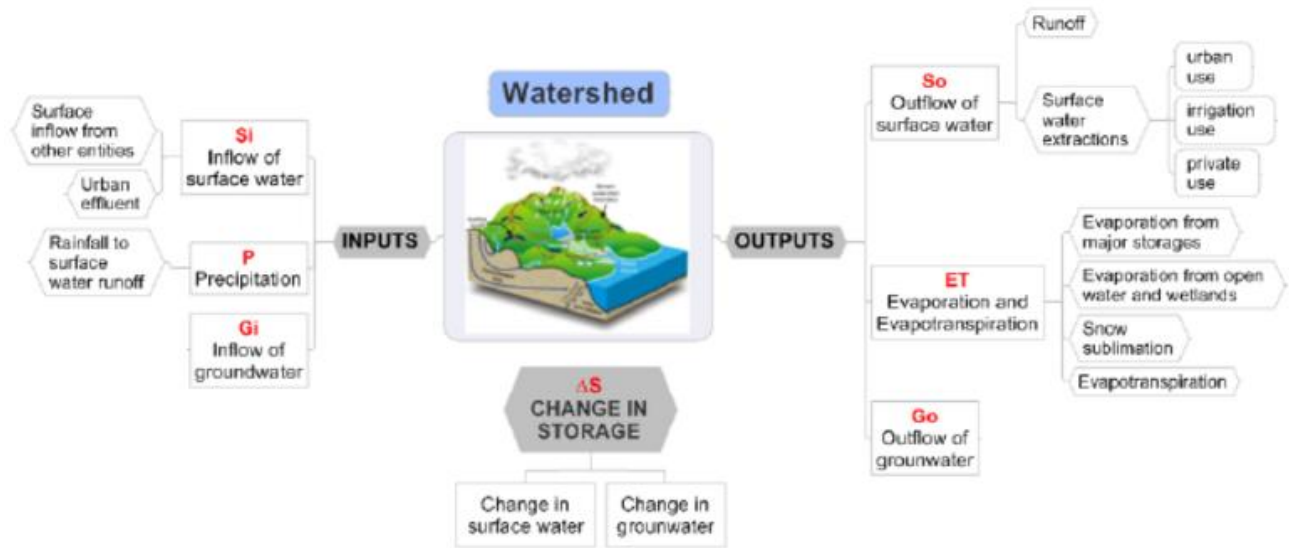 Watershed
INPUTS
Si
Inflow of
surface water
Surface
inflow from
other entities
Urban
effluent
P
Precipitation
Rainfall to
surface
water runoff
Gi
Inflow of
groundwater
ΔS
CHANGE IN
STORAGE
Change in
surface water
Change in
grounwater
OUTPUTS
So
Outflow of
surface water
Runoff
Surface
water
extractions
urban
use
irrigation
use
private
use
ET
Evaporation and
Evapotranspiration
Evaporation from
major storages
Evaporation from open
water and wetlands
Snow
sublimation
Evapotranspiration
Go
Outflow of
grounwater